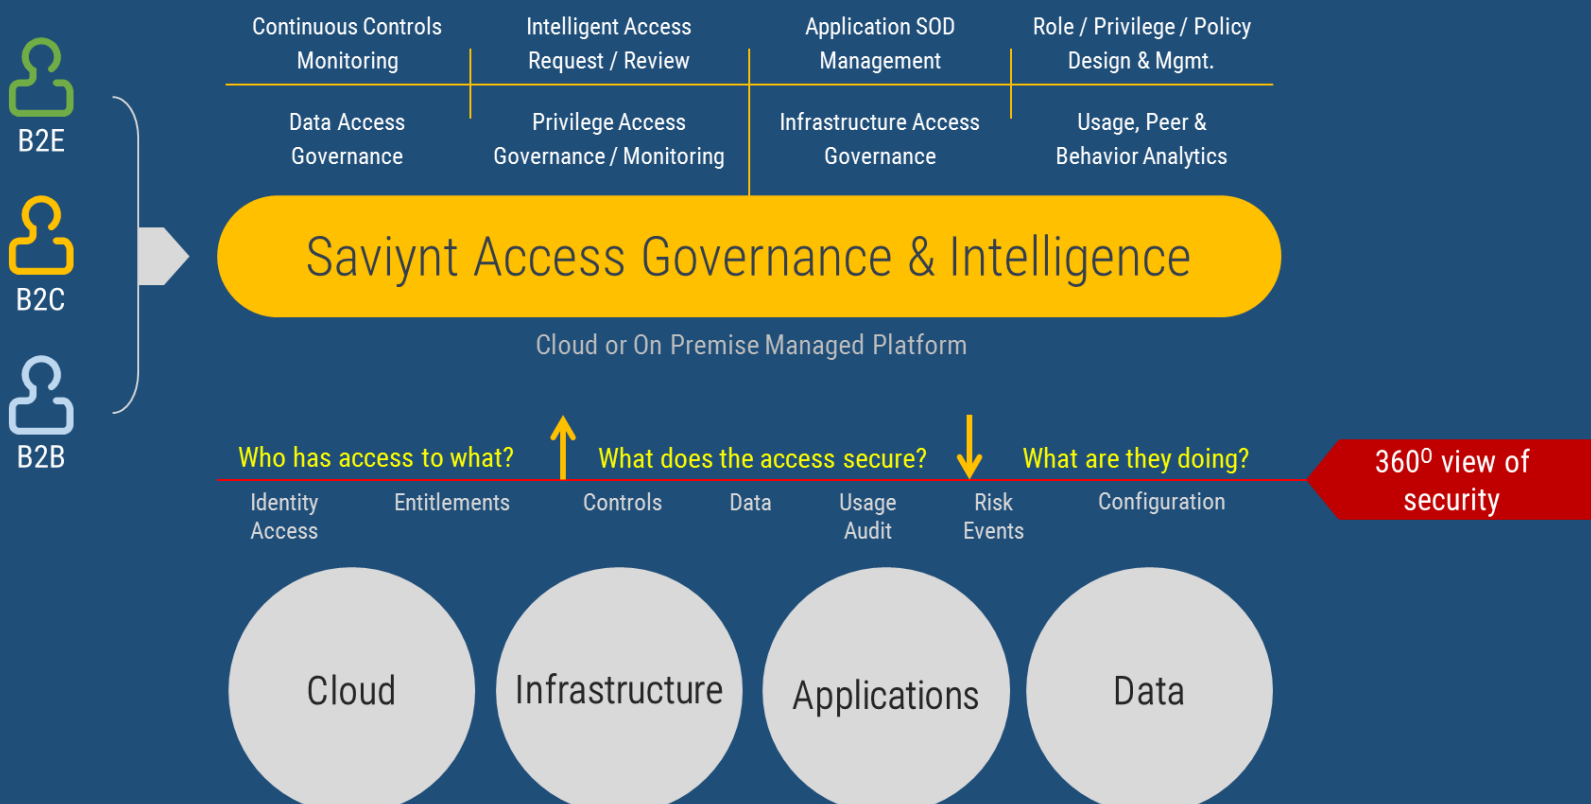 Continuous Controls
Monitoring
Intelligent Access
Request / Review
Application SOD
Management
Role / Privilege / Policy
Design & Mgmt.
Data Access
Governance
Privilege Access
Governance / Monitoring
Infrastructure Access
Governance
Usage, Peer &
Behavior Analytics
B2E
B2C
B2B
Saviynt Access Governance & Intelligence
Cloud or On Premise Managed Platform
Who has access to what?
What does the access secure?
What are they doing?
360⁰ view of
security
Identity
Access
Entitlements
Controls
Data
Usage
Audit
Risk
Events
Configuration
Cloud
Infrastructure
Applications
Data